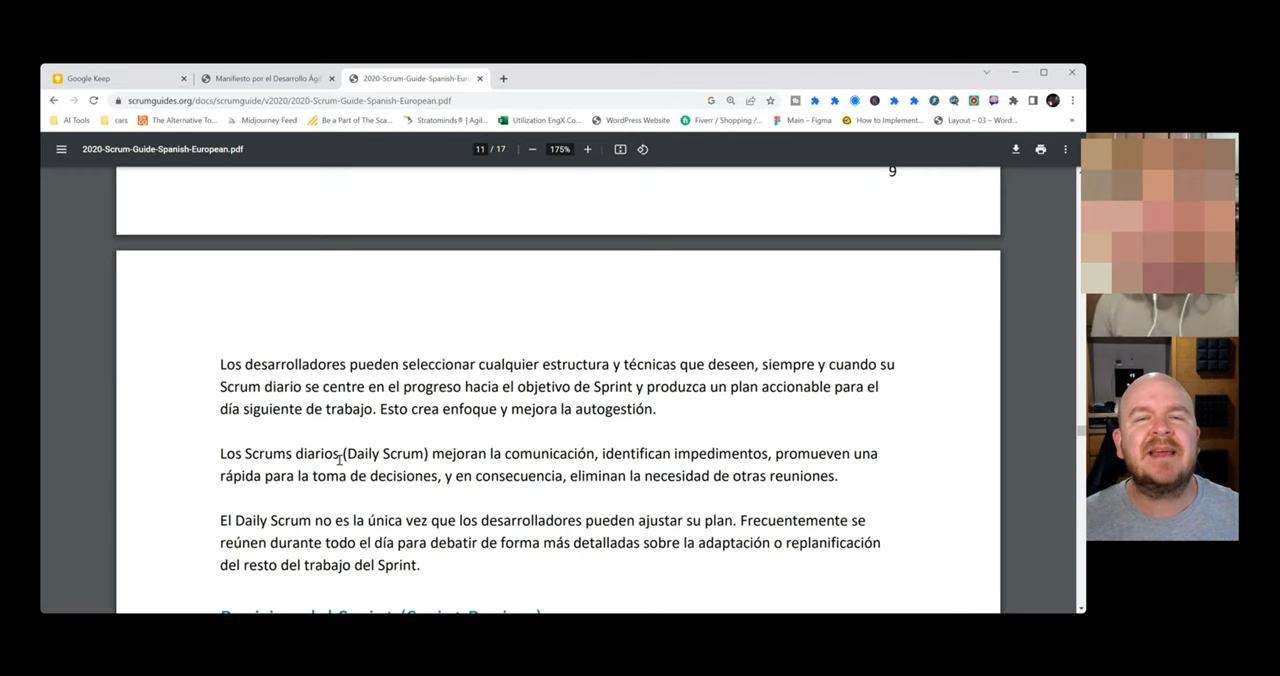 Google Keep
Manifiesto por el Desarrollo Ági
2020-Scrum-Guide-Spanish-Euro
scrumguides.org/docs/scrumguide/v2020/2020-Scrum-Guide-Spanish-European.pdf
AI Tools
cars
The Alternative To...
Midjourney Feed
Be a Part of The Sca...
Stratominds® | Agil...
Utilization EngX Co...
WordPress Website
Fiverr / Shopping /...
Main – Figma
How to Implement...
Layout – 03 – Word...
»
2020-Scrum-Guide-Spanish-European.pdf
11 / 17
175%
9
Los desarrolladores pueden seleccionar cualquier estructura y técnicas que deseen, siempre y cuando su
Scrum diario se centre en el progreso hacia el objetivo de Sprint y produzca un plan accionable para el
día siguiente de trabajo. Esto crea enfoque y mejora la autogestión.
Los Scrums diarios (Daily Scrum) mejoran la comunicación, identifican impedimentos, promueven una
rápida para la toma de decisiones, y en consecuencia, eliminan la necesidad de otras reuniones.
El Daily Scrum no es la única vez que los desarrolladores pueden ajustar su plan. Frecuentemente se
reúnen durante todo el día para debatir de forma más detalladas sobre la adaptación o replanificación
del resto del trabajo del Sprint.